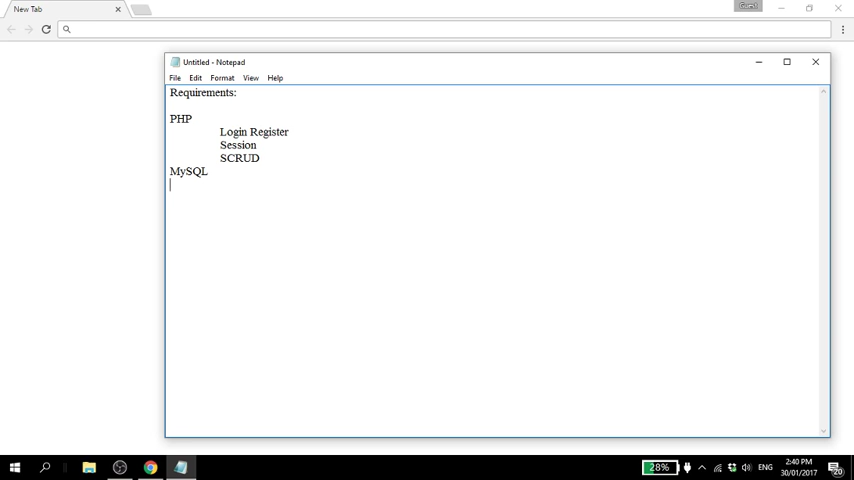 New Tab
Guest
Untitled - Notepad
File Edit Format View Help
Requirements:
PHP
Login Register
Session
SCRUD
MySQL
28%
ENG
2:40 PM
30/01/2017
20